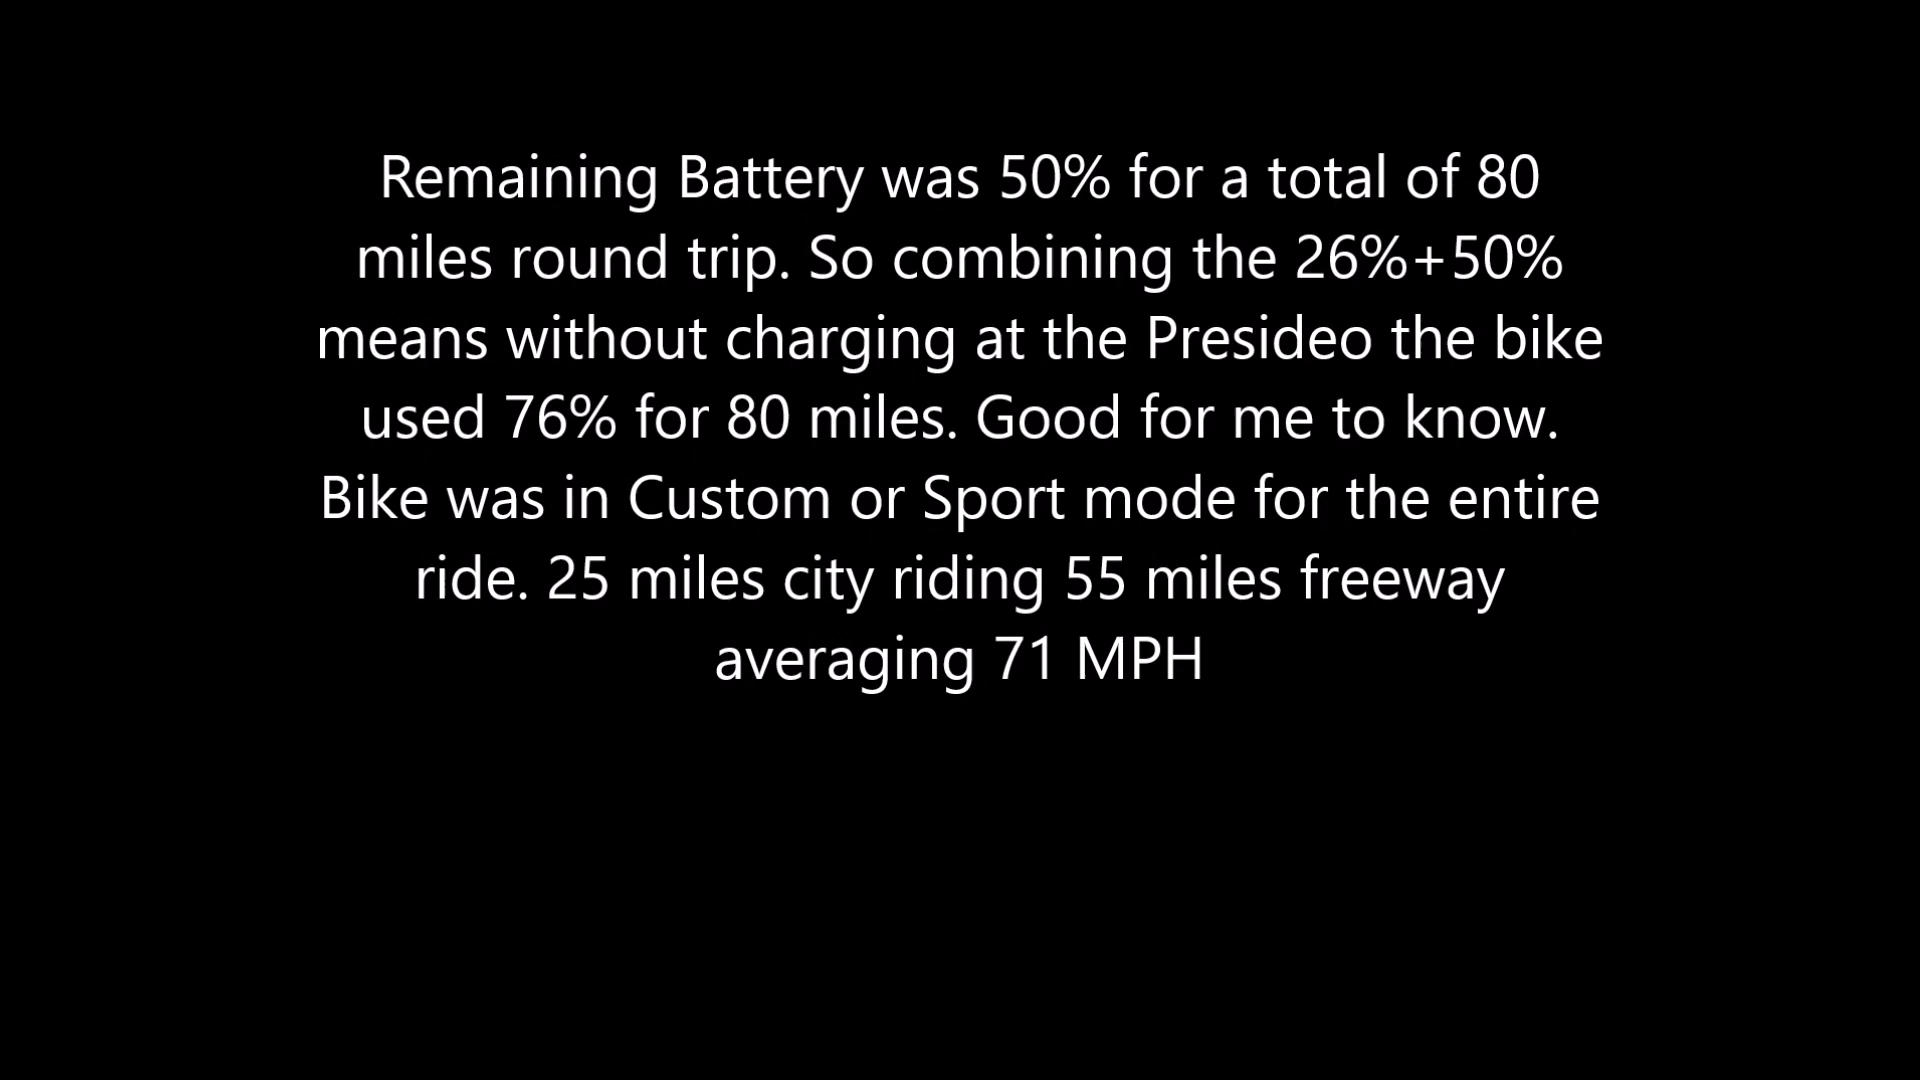 Remaining Battery was 50% for a total of 80
miles round trip. So combining the 26%+50%
means without charging at the Presideo the bike
used 76% for 80 miles. Good for me to know.
Bike was in Custom or Sport mode for the entire
ride. 25 miles city riding 55 miles freeway
averaging 71 MPH